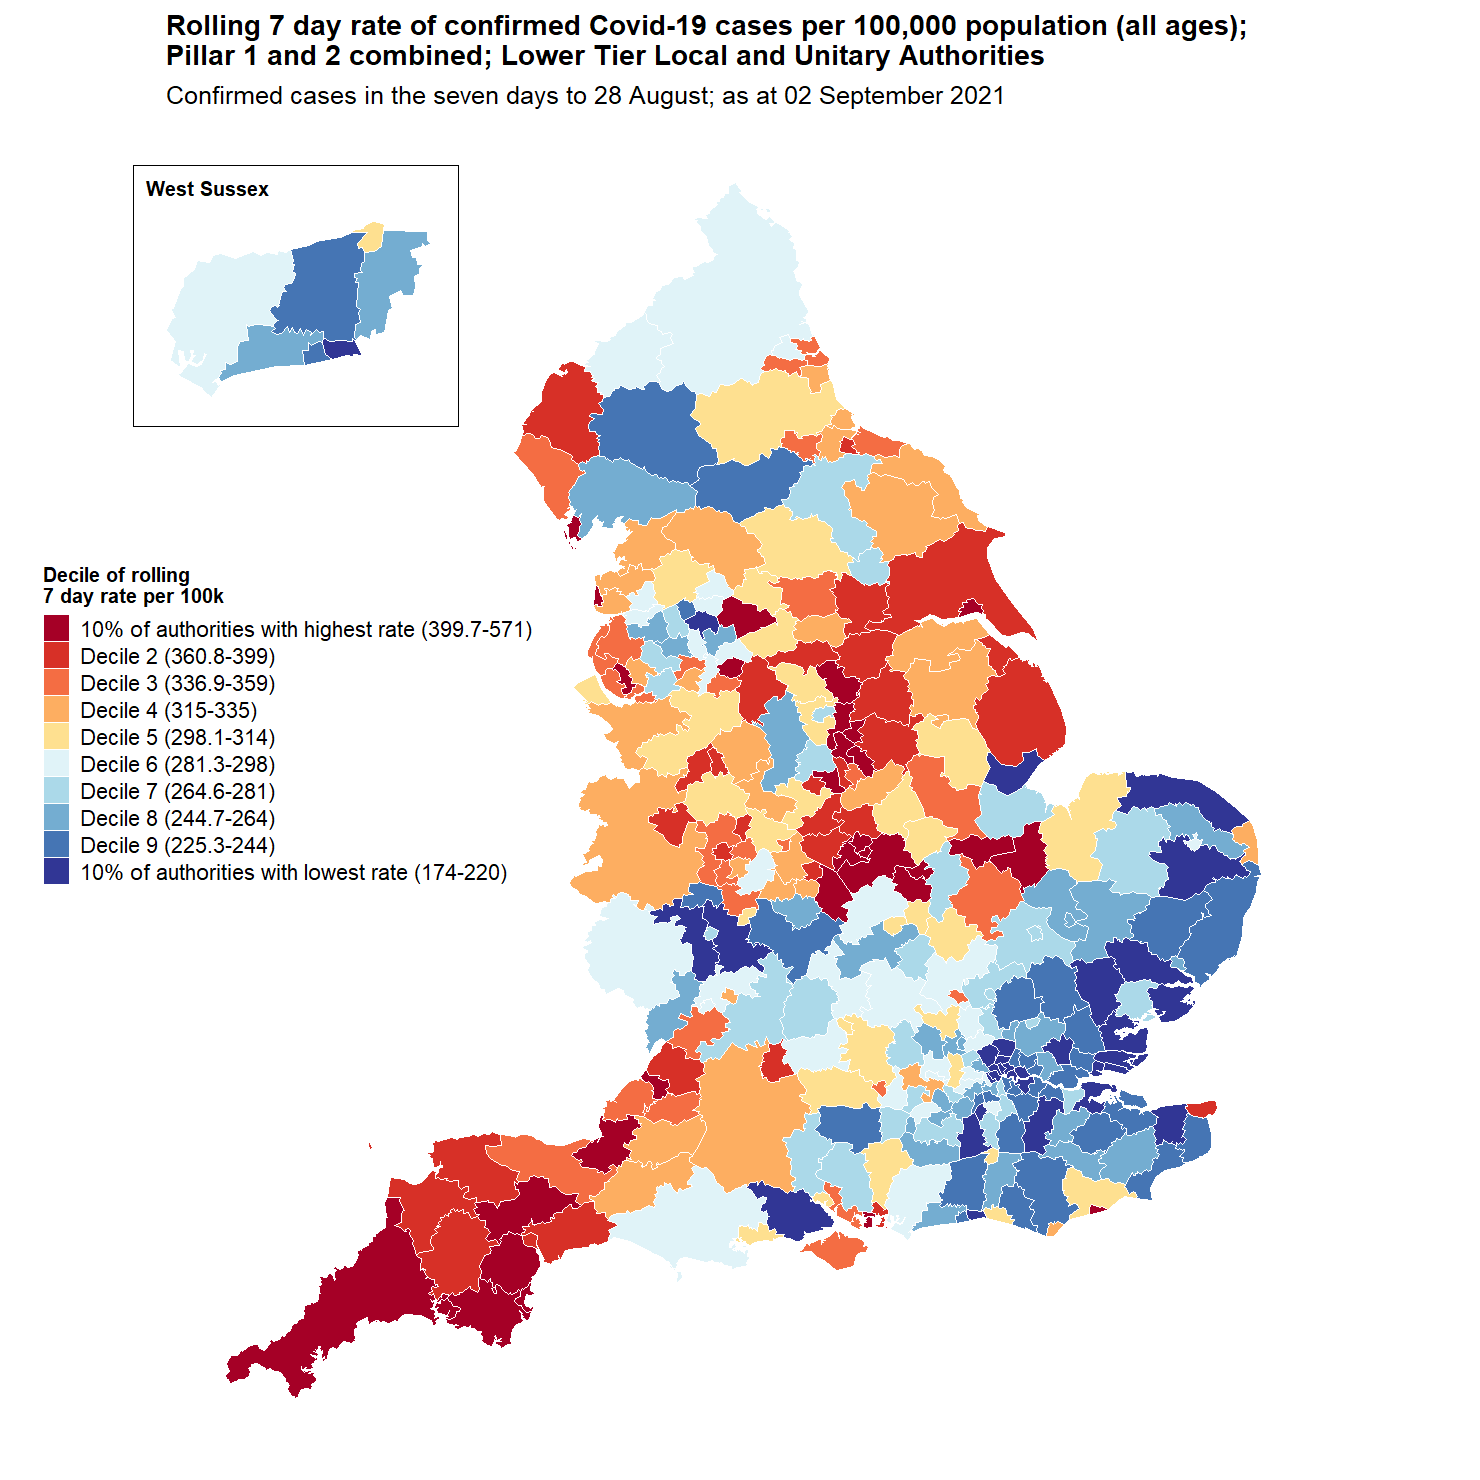 Rolling 7 day rate of confirmed Covid-19 cases per 100,000 population (all ages);
Pillar 1 and 2 combined; Lower Tier Local and Unitary Authorities
Confirmed cases in the seven days to 28 August; as at 02 September 2021
West Sussex
Decile of rolling
7 day rate per 100k
10% of authorities with highest rate (399.7-571)
Decile 2 (360.8-399)
Decile 3 (336.9-359)
Decile 4 (315-335)
Decile 5 (298.1-314)
Decile 6 (281.3-298)
Decile 7 (264.6-281)
Decile 8 (244.7-264)
Decile 9 (225.3-244)
10% of authorities with lowest rate (174-220)